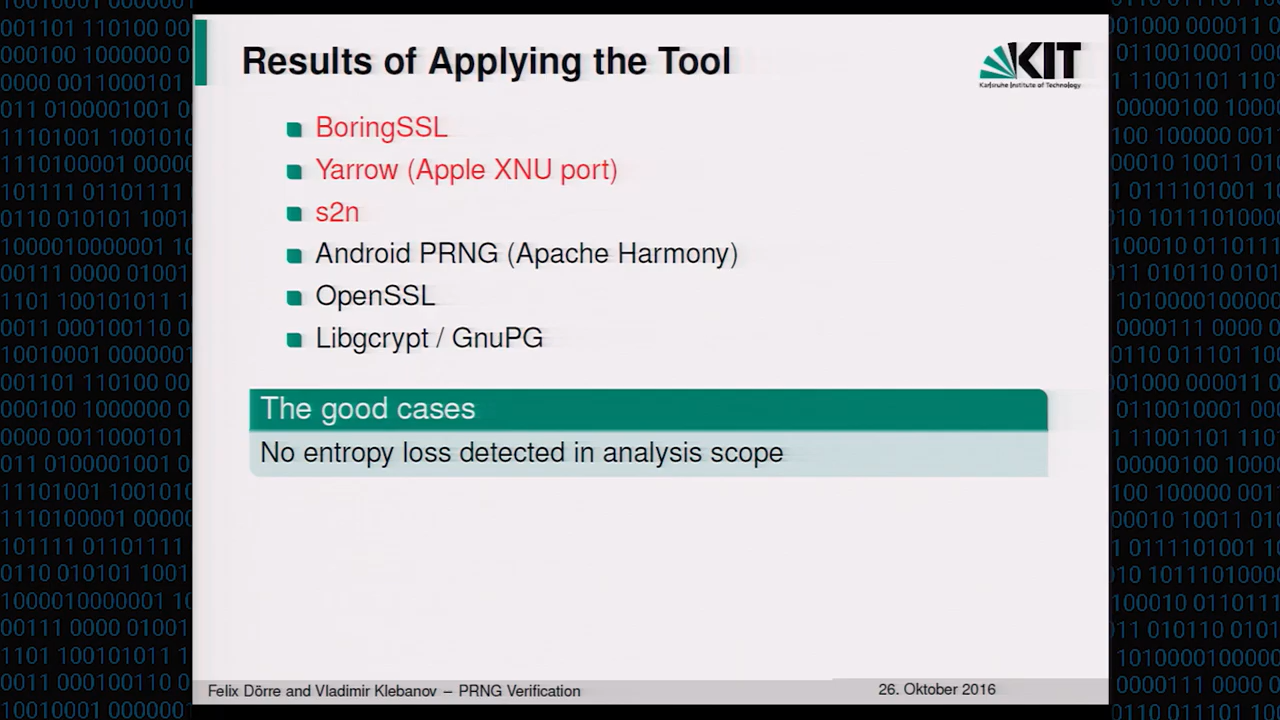 Results of Applying the Tool
KIT
Karlsruhe Institute of Technology
BoringSSL
Yarrow (Apple XNU port)
s2n
Android PRNG (Apache Harmony)
OpenSSL
Libgcrypt / GnuPG
The good cases
No entropy loss detected in analysis scope
Felix Dörre and Vladimir Klebanov – PRNG Verification
26. Oktober 2016